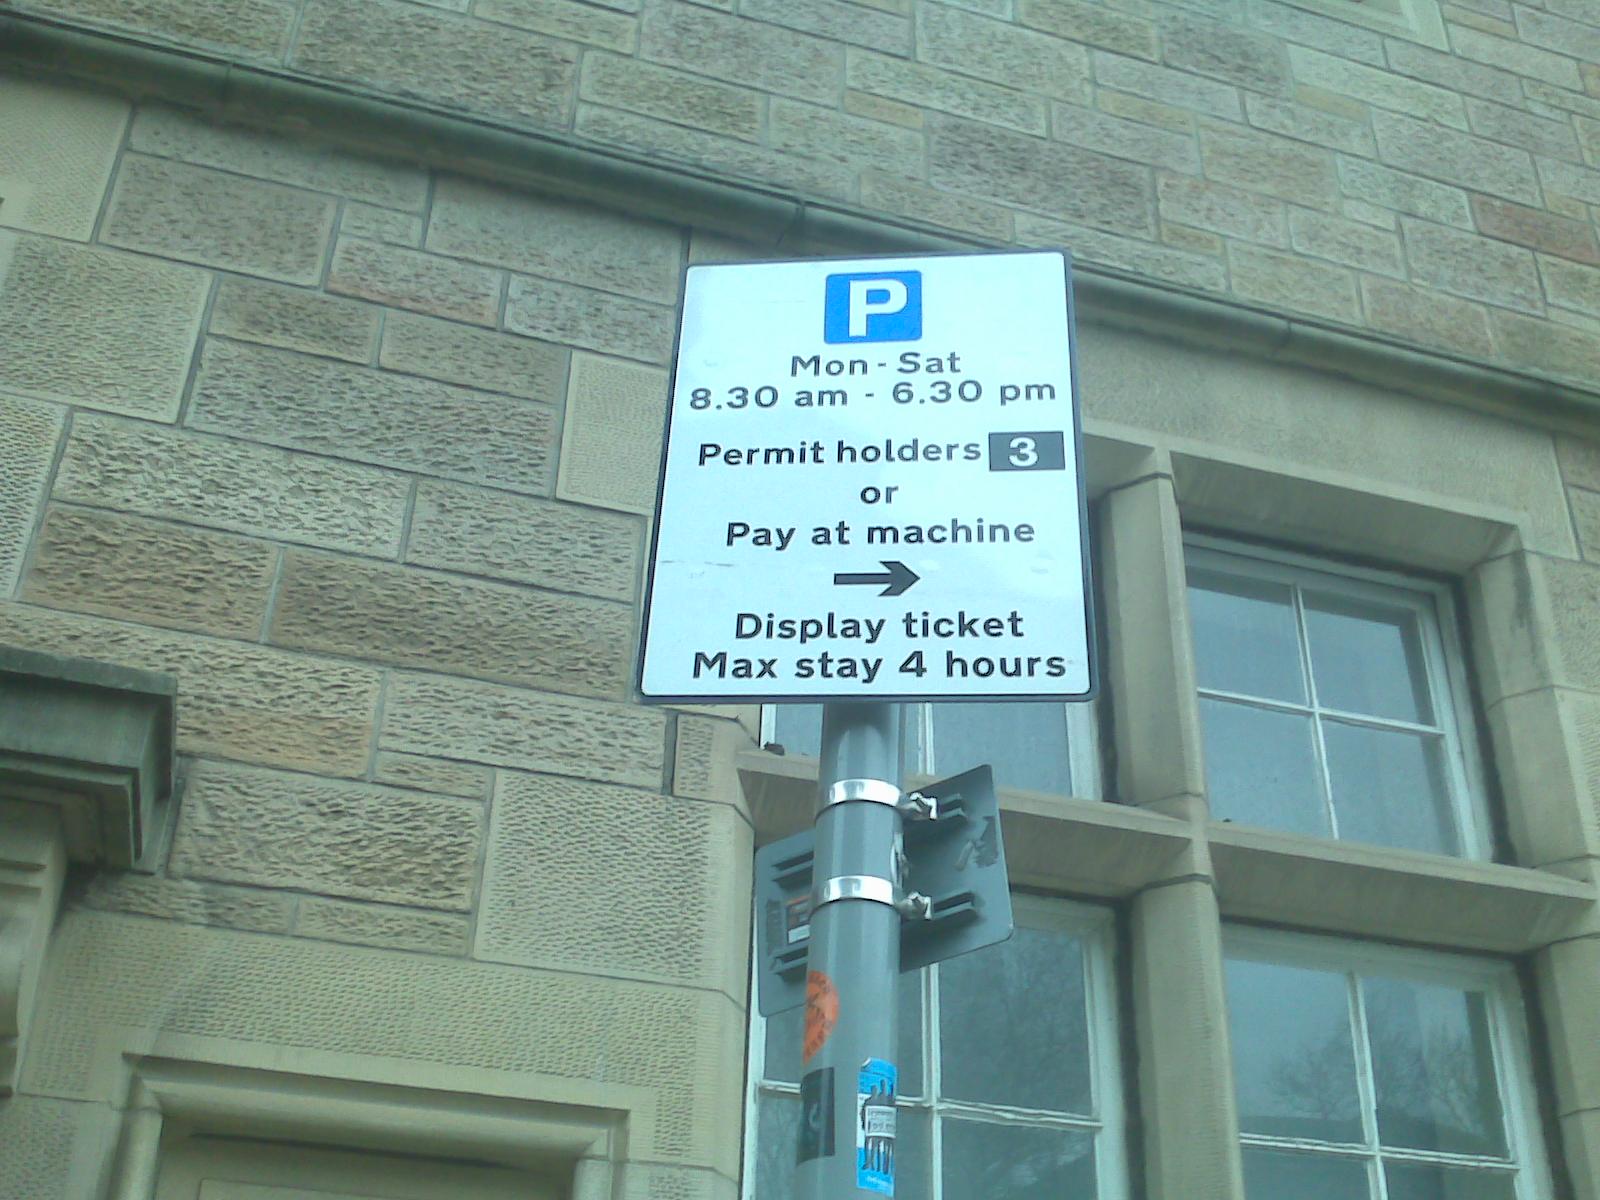 P
Mon - Sat
8.30 am - 6.30 pm
Permit holders 3
or
Pay at machine
Display ticket
Max stay 4 hours